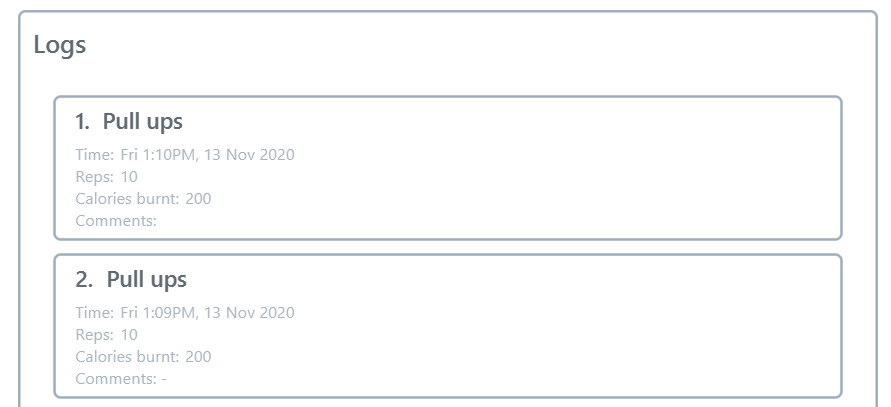 Logs
1. Pull ups
Time: Fri 1:10PM, 13 Nov 2020
Reps: 10
Calories burnt: 200
Comments:
2. Pull ups
Time: Fri 1:09PM, 13 Nov 2020
Reps: 10
Calories burnt: 200
Comments: -